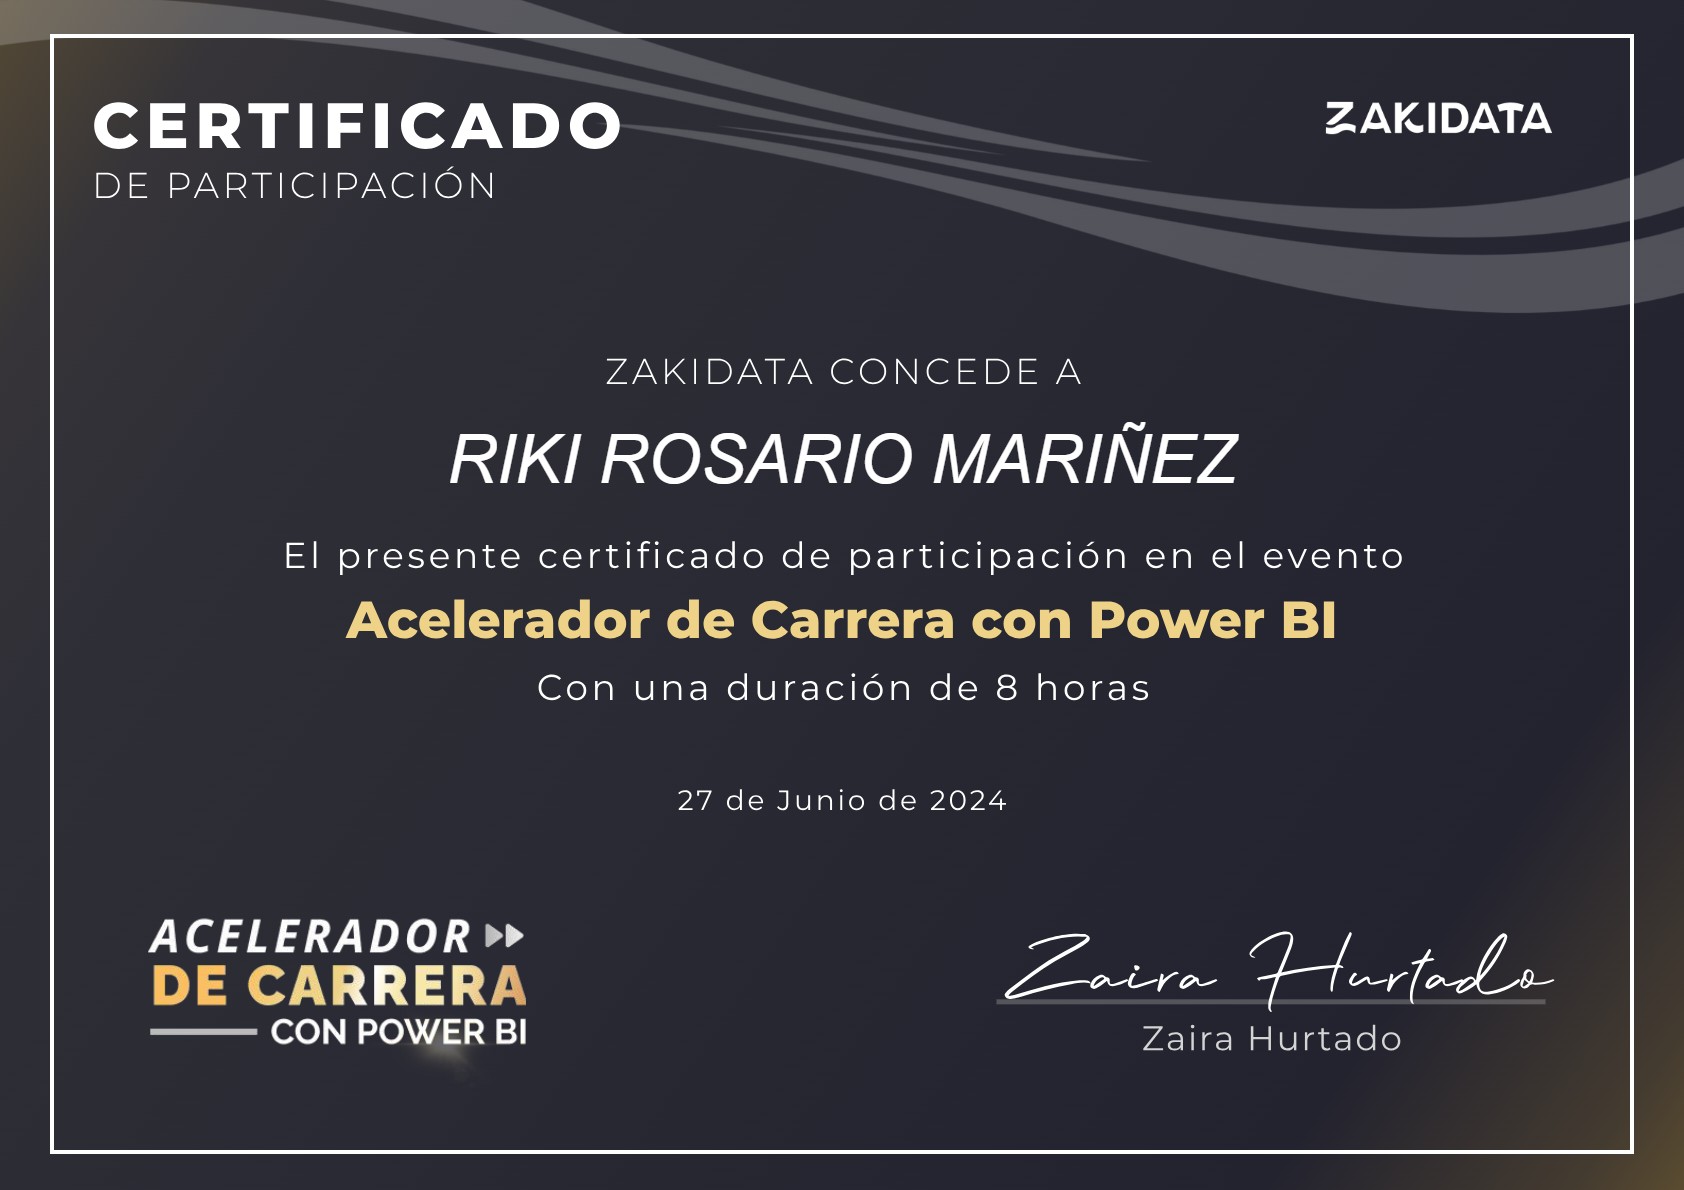 CERTIFICADO
DE PARTICIPACIÓN
ZAKIDATA
ZAKIDATA CONCEDE A
RIKI ROSARIO MARIÑEZ
El presente certificado de participación en el evento
Acelerador de Carrera con Power BI
Con una duración de 8 horas
27 de Junio de 2024
ACELERADOR
DE CARRERA
CON POWER BI
Zaira Hurtado
Zaira Hurtado